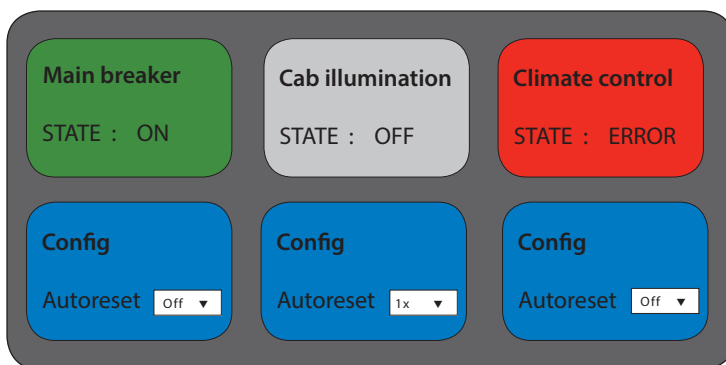 Main breaker
STATE : ON
Cab illumination
STATE : OFF
Climate control
STATE : ERROR
Config
Autoreset Off ▼
Config
Autoreset 1x ▼
Config
Autoreset Off ▼